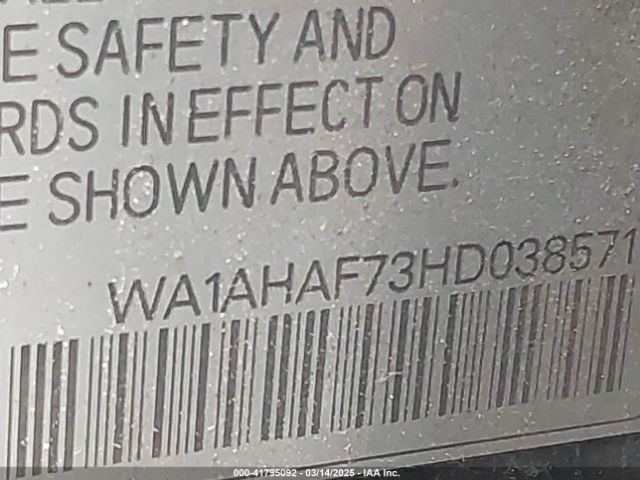 E SAFETY AND
RDS IN EFFECT ON
E SHOWN ABOVE.
WA1AHAF73HD038571
000-41795092 - 03/14/2025 - IAA Inc.